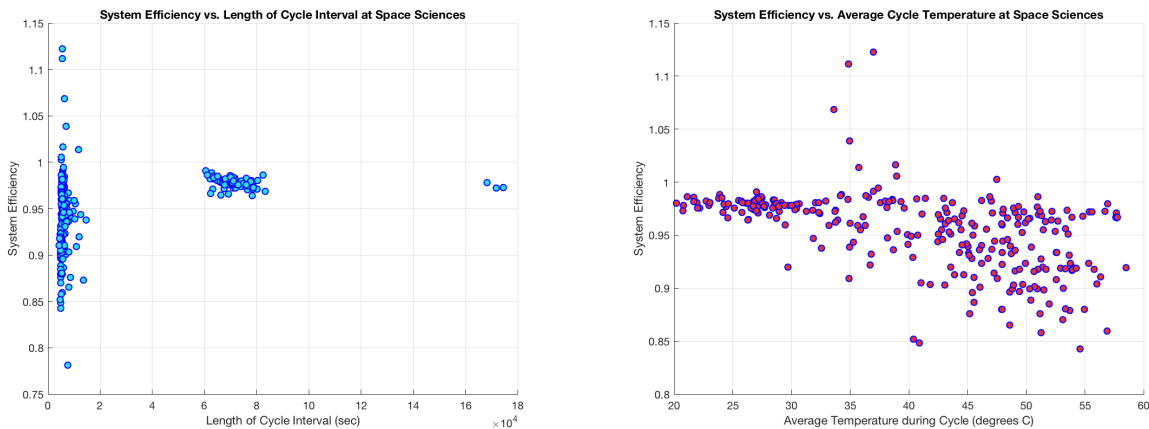 System Efficiency vs. Length of Cycle Interval at Space Sciences
1.15
1.1
1.05
1
0.95
0.9
0.85
0.8
0.75
System Efficiency
0 2 4 6 8 10 12 14 16 18
Length of Cycle Interval (sec)
×10⁴
System Efficiency vs. Average Cycle Temperature at Space Sciences
1.15
1.1
1.05
1
0.95
0.9
0.85
0.8
System Efficiency
20 25 30 35 40 45 50 55 60
Average Temperature during Cycle (degrees C)